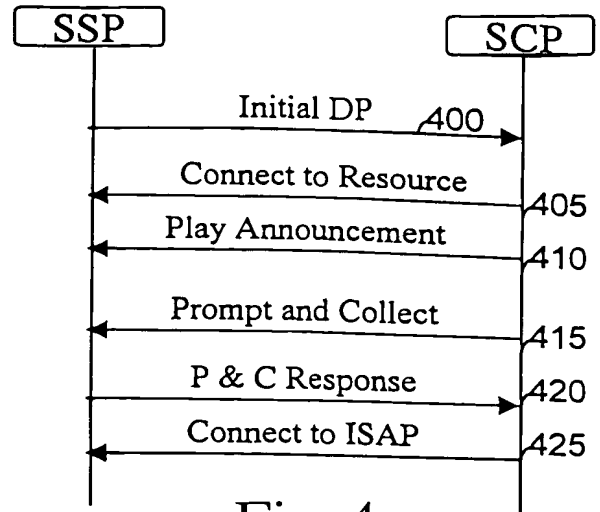 SSP
SCP
Initial DP 400
Connect to Resource
405
Play Announcement
410
Prompt and Collect
415
P & C Response
420
Connect to ISAP
425